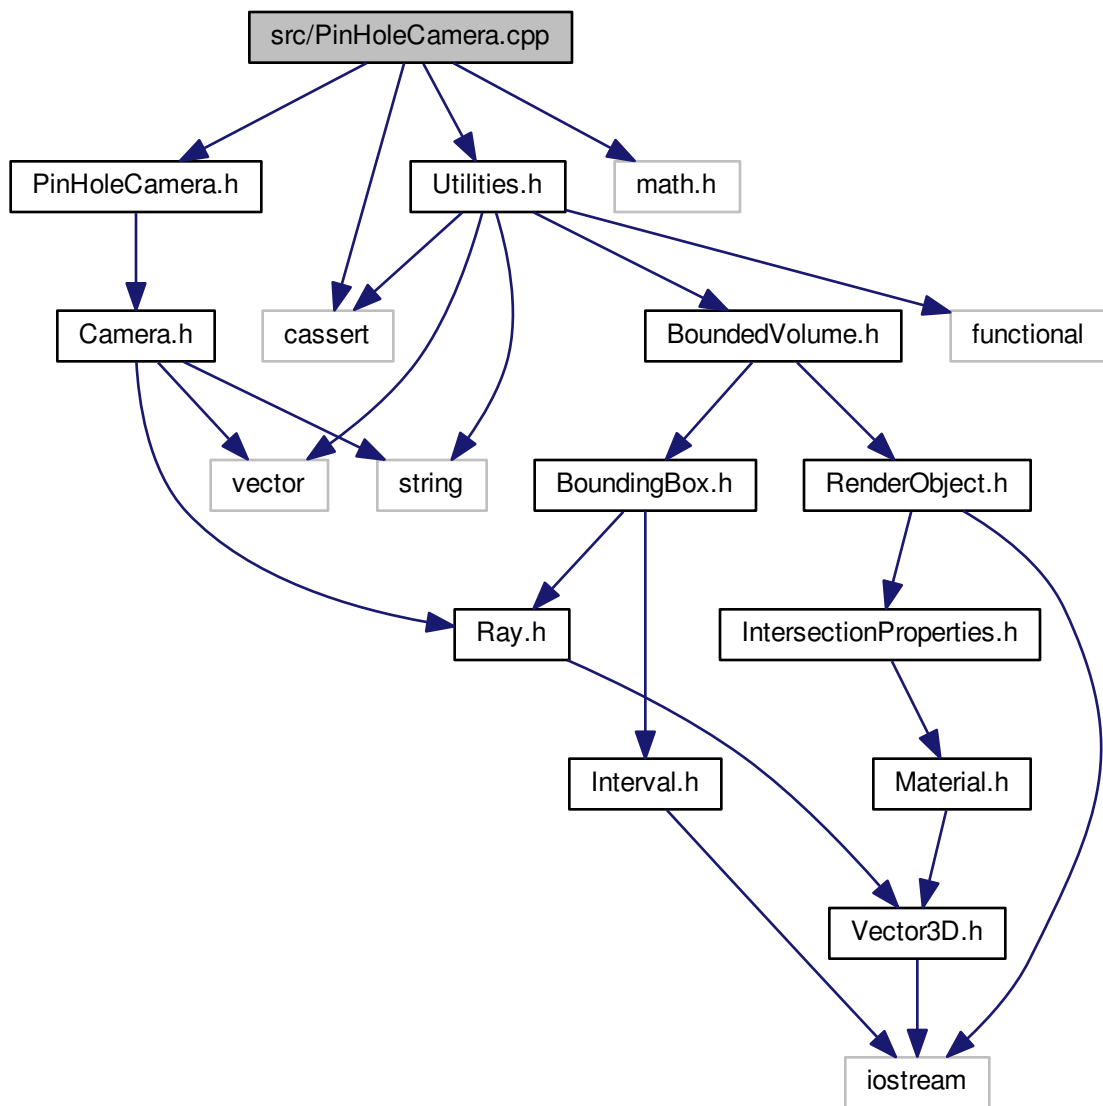 src/PinHoleCamera.cpp
PinHoleCamera.h
Utilities.h
math.h
Camera.h
cassert
BoundedVolume.h
functional
vector
string
BoundingBox.h
RenderObject.h
Ray.h
IntersectionProperties.h
Interval.h
Material.h
Vector3D.h
iostream